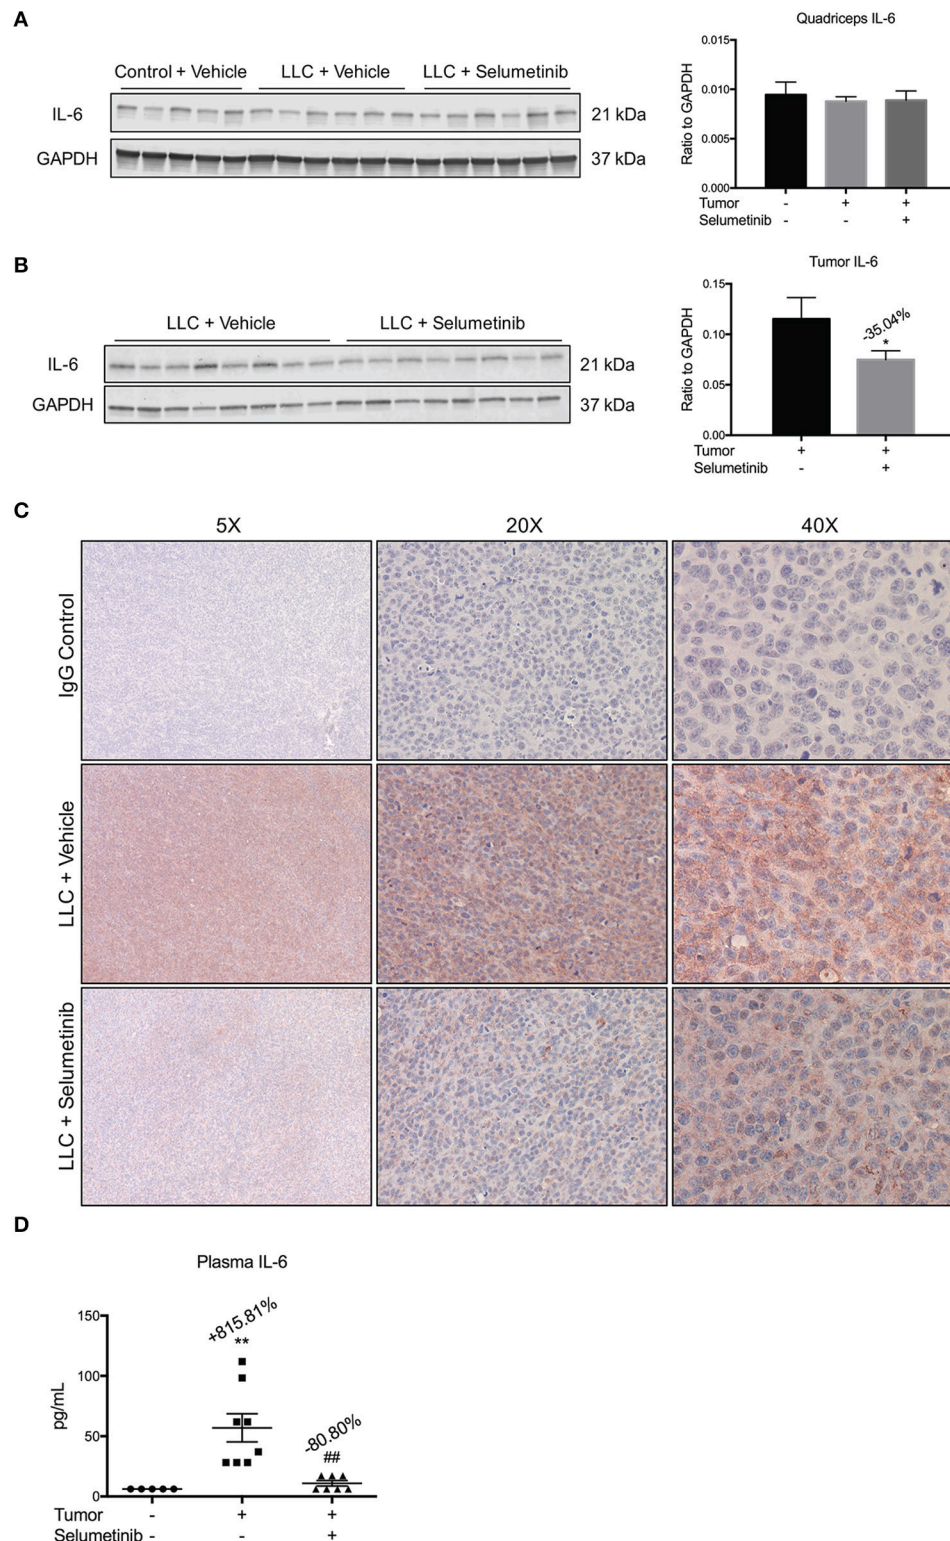 A
Control + Vehicle LLC + Vehicle LLC + Selumetinib
IL-6 21 kDa
GAPDH 37 kDa
Quadriceps IL-6
Ratio to GAPDH
0.015
0.010
0.005
0.000
Tumor - + +
Selumetinib - - +
B
LLC + Vehicle LLC + Selumetinib
IL-6 21 kDa
GAPDH 37 kDa
Tumor IL-6
Ratio to GAPDH
0.15
0.10
0.05
0.00
-35.04%
*
Tumor + +
Selumetinib - +
C
5X 20X 40X
IgG Control
LLC + Vehicle
LLC + Selumetinib
D
Plasma IL-6
pg/mL
150
100
50
0
+815.81%
**
-80.80%
##
Tumor - + +
Selumetinib - - +